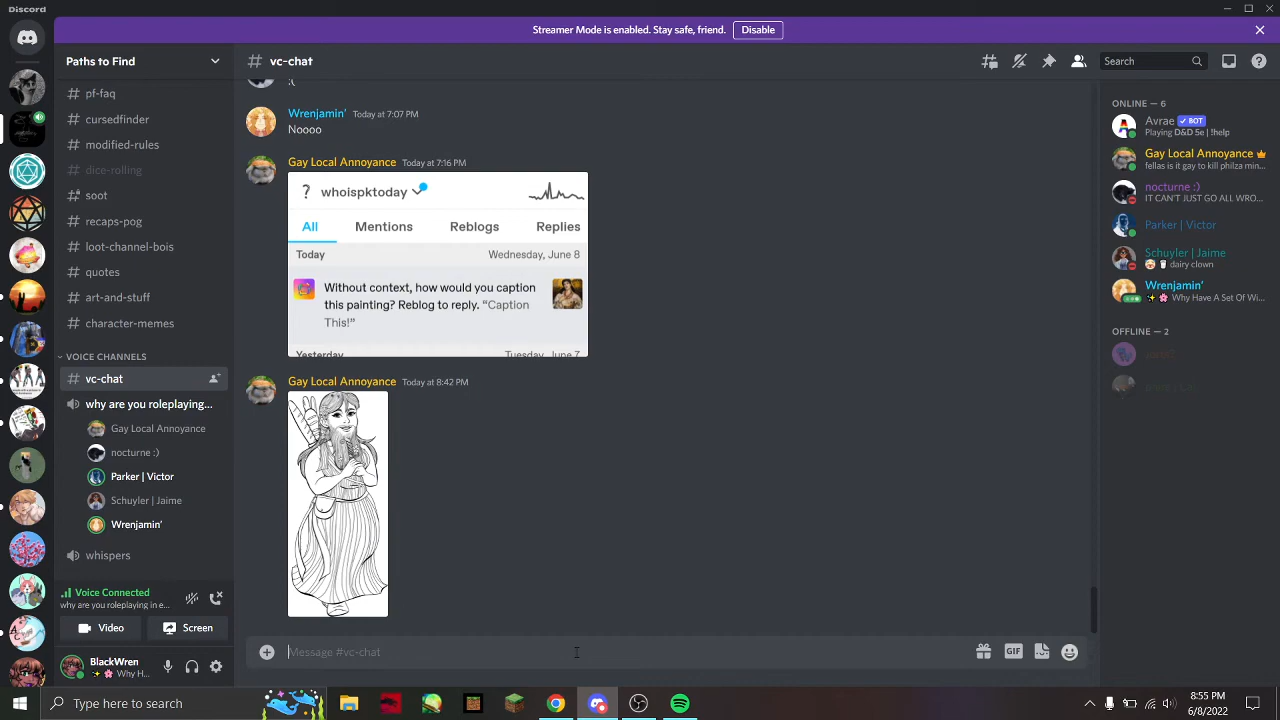 Discord
Streamer Mode is enabled. Stay safe, friend.
Disable
Paths to Find
# vc-chat
Search
# pf-faq
# cursedfinder
# modified-rules
# dice-rolling
# soot
# recaps-pog
# loot-channel-bois
# quotes
# art-and-stuff
# character-memes
VOICE CHANNELS
# vc-chat
why are you roleplaying...
Gay Local Annoyance
nocturne :)
Parker | Victor
Schuyler | Jaime
Wrenjamin'
whispers
Voice Connected
why are you roleplaying in e...
Video
Screen
BlackWren
Wrenjamin' Today at 7:07 PM
Noooo
Gay Local Annoyance Today at 7:16 PM
? whoispktoday
All Mentions Reblogs Replies
Today Wednesday, June 8
Without context, how would you caption
this painting? Reblog to reply. “Caption
This!”
Yesterday Tuesday, June 7
Gay Local Annoyance Today at 8:42 PM
Message #vc-chat
GIF
ONLINE — 6
Avrae ✓ BOT
Playing D&D 5e | !help
Gay Local Annoyance
fellas is it gay to kill philza min...
nocturne :)
IT CAN'T JUST GO ALL WRO...
Parker | Victor
Schuyler | Jaime
dairy clown
Wrenjamin'
Why Have A Set Of Wi...
OFFLINE — 2
Type here to search
8:55 PM
6/8/2022